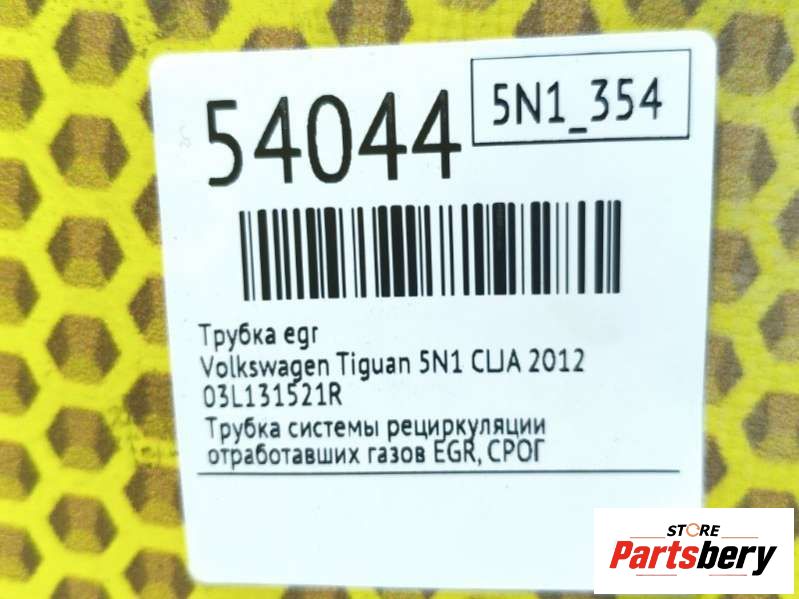 54044
5N1_354
Трубка egr
Volkswagen Tiguan 5N1 CLJA 2012
03L131521R
Трубка системы рециркуляции
отработавших газов EGR, СРОГ
STORE
Partsbery